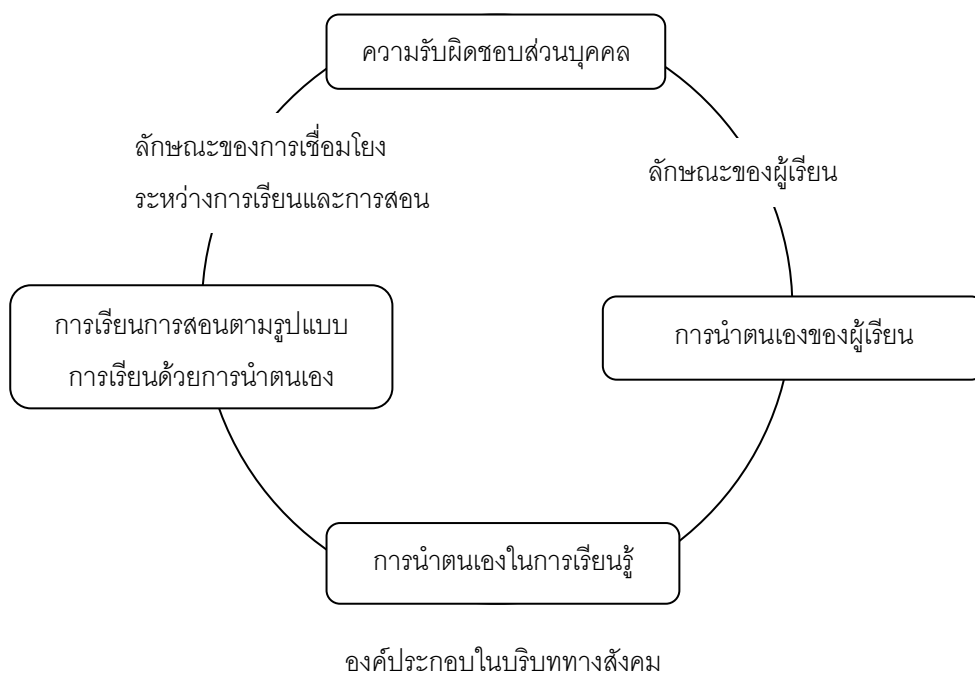 ความรับผิดชอบส่วนบุคคล
ลักษณะของการเชื่อมโยง
ระหว่างการเรียนและการสอน
ลักษณะของผู้เรียน
การเรียนการสอนตามรูปแบบ
การเรียนด้วยการนำตนเอง
การนำตนเองของผู้เรียน
การนำตนเองในการเรียนรู้
องค์ประกอบในบริบททางสังคม